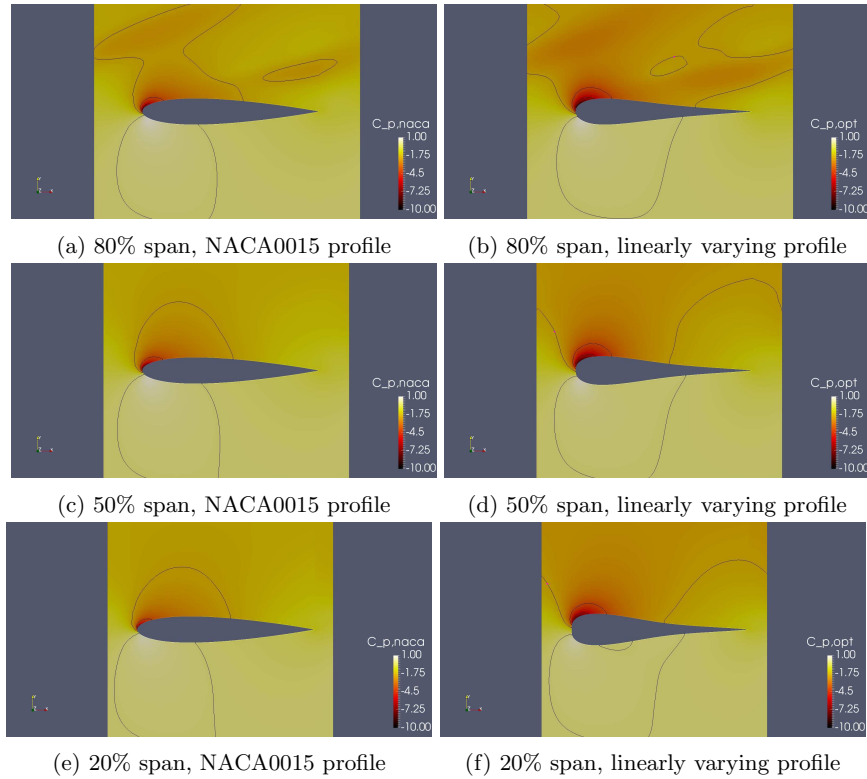 C_p,naca
1.00
-1.75
-4.5
-7.25
-10.00
C_p,opt
1.00
-1.75
-4.5
-7.25
-10.00
(a) 80% span, NACA0015 profile
(b) 80% span, linearly varying profile
C_p,naca
1.00
-1.75
-4.5
-7.25
-10.00
C_p,opt
1.00
-1.75
-4.5
-7.25
-10.00
(c) 50% span, NACA0015 profile
(d) 50% span, linearly varying profile
C_p,naca
1.00
-1.75
-4.5
-7.25
-10.00
C_p,opt
1.00
-1.75
-4.5
-7.25
-10.00
(e) 20% span, NACA0015 profile
(f) 20% span, linearly varying profile